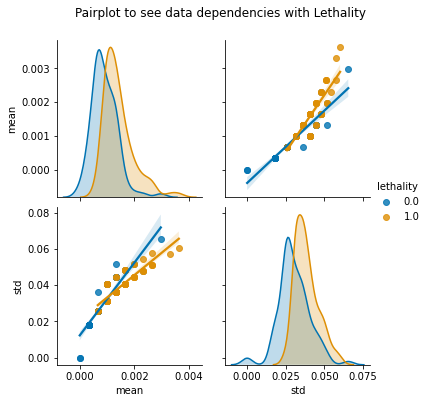 Pairplot to see data dependencies with Lethality
0.003
0.002
0.001
0.000
mean
lethality
0.0
1.0
0.08
0.06
0.04
0.02
0.00
std
0.000 0.002 0.004
mean
0.000 0.025 0.050 0.075
std